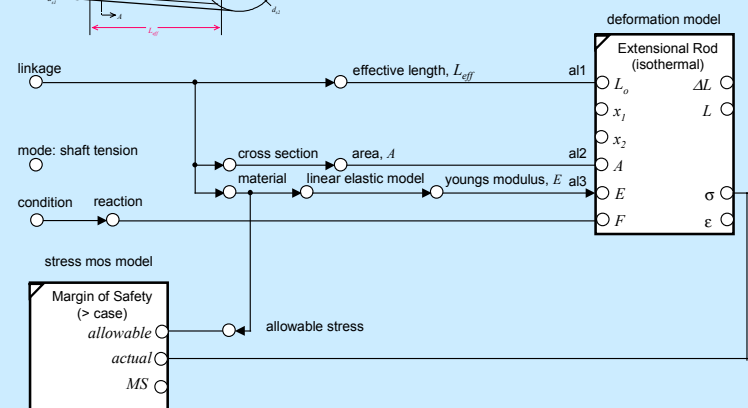 A
L_eff
deformation model
Extensional Rod
(isothermal)
linkage
effective length, L_eff
al1
L_o
ΔL
x_1
L
x_2
mode: shaft tension
cross section
area, A
al2
A
material
linear elastic model
youngs modulus, E
al3
E
σ
condition
reaction
F
ε
stress mos model
Margin of Safety
(> case)
allowable
allowable stress
actual
MS